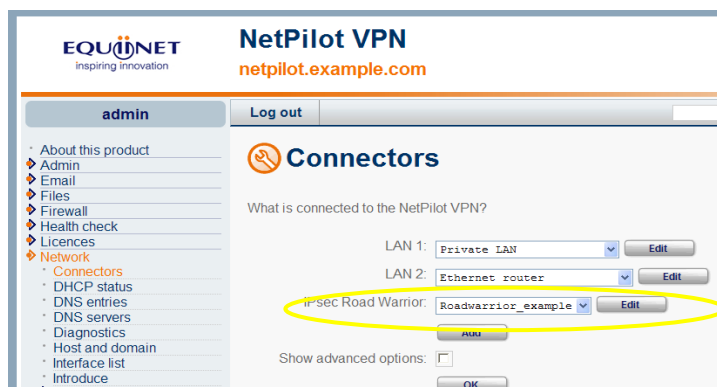 EQUiiNET
inspiring innovation
NetPilot VPN
netpilot.example.com
admin
Log out
About this product
Admin
Email
Files
Firewall
Health check
Licences
Network
Connectors
DHCP status
DNS entries
DNS servers
Diagnostics
Host and domain
Interface list
Introduce
Connectors
What is connected to the NetPilot VPN?
LAN 1: Private LAN Edit
LAN 2: Ethernet router Edit
IPsec Road Warrior: Roadwarrior_example Edit
Add
Show advanced options:
OK